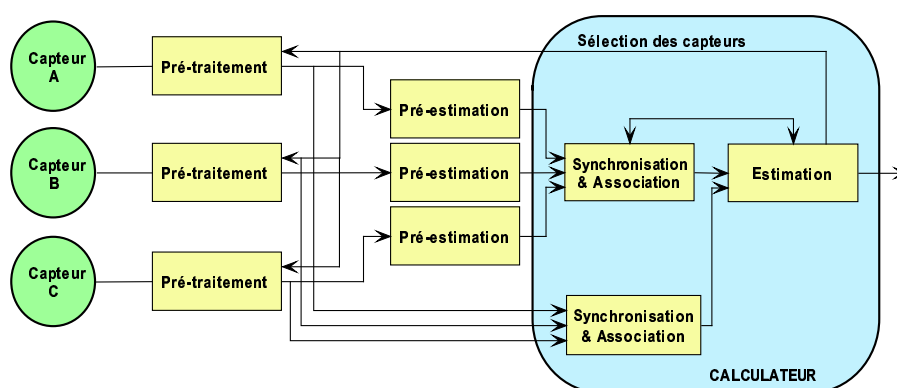 Sélection des capteurs
Capteur
A
Pré-traitement
Pré-estimation
Capteur
B
Pré-traitement
Pré-estimation
Synchronisation
& Association
Estimation
Pré-estimation
Capteur
C
Pré-traitement
Synchronisation
& Association
CALCULATEUR